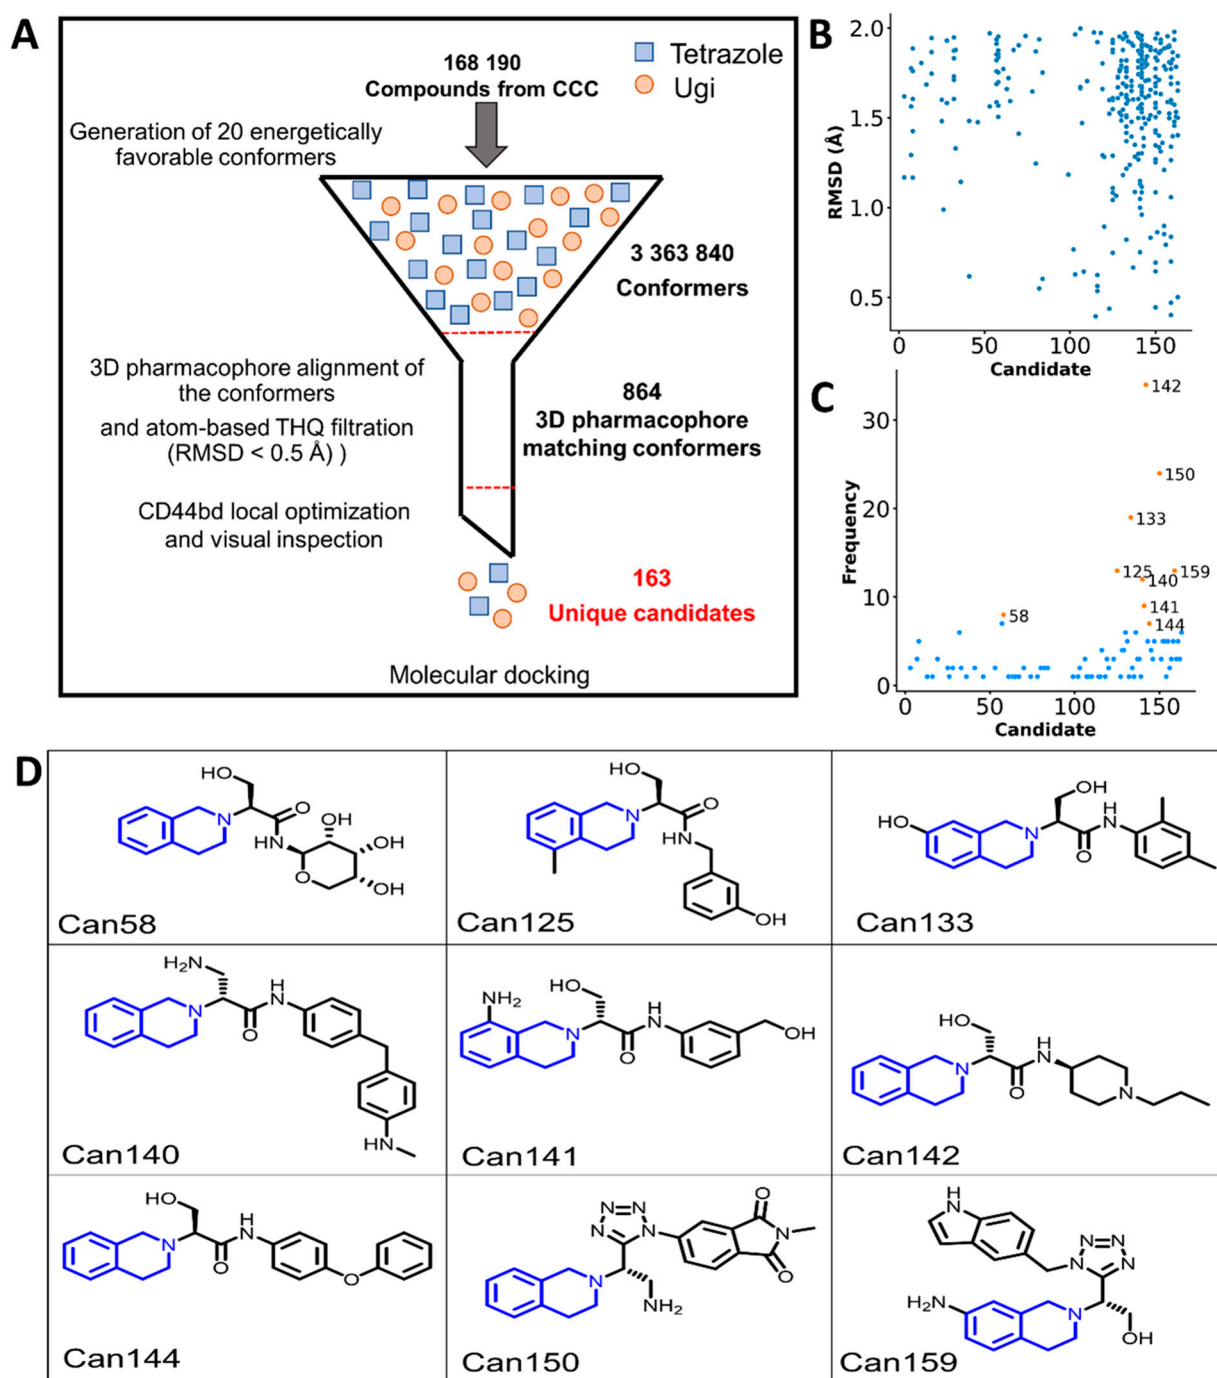 A
168 190
Compounds from CCC
Tetrazole
Ugi
Generation of 20 energetically
favorable conformers
3 363 840
Conformers
3D pharmacophore alignment of
the conformers
and atom-based THQ filtration
(RMSD < 0.5 Å) )
864
3D pharmacophore
matching conformers
CD44bd local optimization
and visual inspection
163
Unique candidates
Molecular docking
B
RMSD (Å)
2.0
1.5
1.0
0.5
0 50 100 150
Candidate
C
Frequency
30
20
10
0
142
150
133
125
140
159
141
144
58
0 50 100 150
Candidate
D
HO
N
O
HN
OH
OH
O
OH
Can58
HO
N
O
NH
OH
Can125
OH
HO
N
H
N
O
Can133
H₂N
N
H
N
O
HN
Can140
NH₂
HO
N
H
N
O
OH
Can141
HO
N
H
N
O
N
Can142
HO
N
H
N
O
O
Can144
N N
N N
O
N
O
N
NH₂
Can150
H
N
N N
N N
H₂N
N
OH
Can159